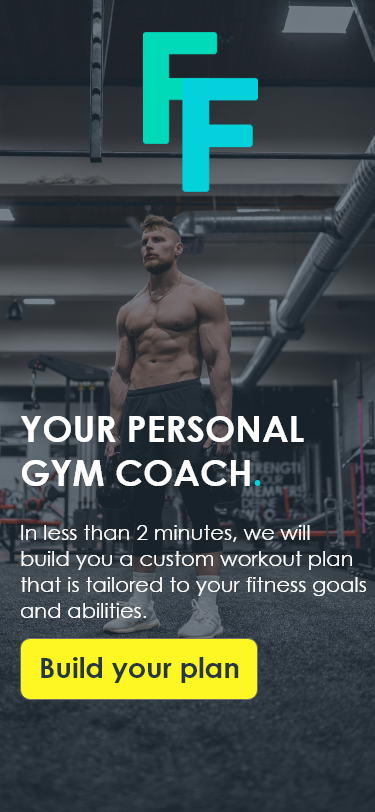 FF
YOUR PERSONAL
GYM COACH.
STRENGTH
In less than 2 minutes, we will
build you a custom workout plan
that is tailored to your fitness goals
and abilities.
Build your plan